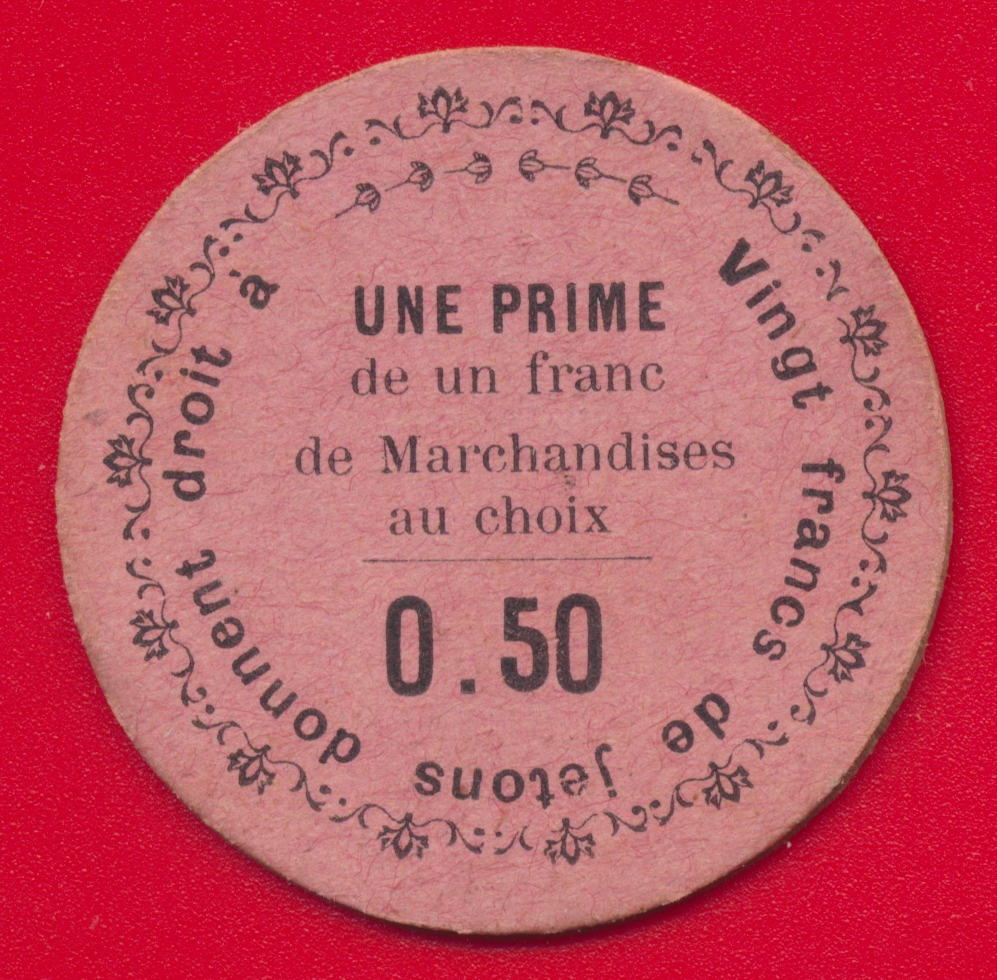 Vingt francs de jetons donnent droit à
UNE PRIME
de un franc
de Marchandises
au choix
0.50